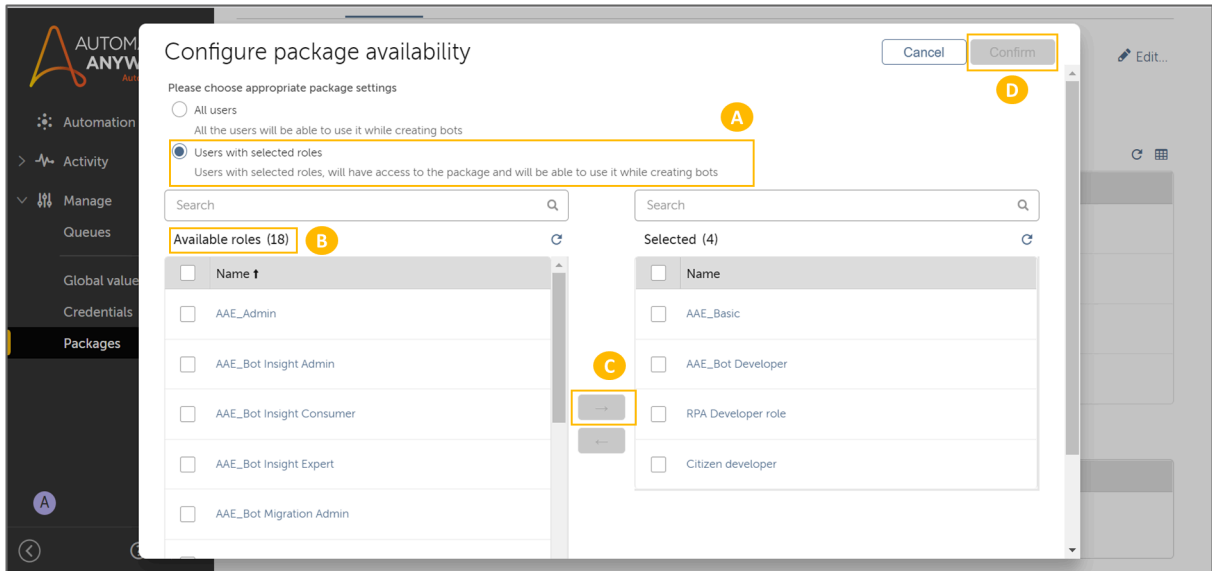 AUTOM
ANYW
Auto
Automation
Activity
Manage
Queues
Global value
Credentials
Packages
A
Configure package availability
Cancel
Confirm
D
Edit...
Please choose appropriate package settings
All users
All the users will be able to use it while creating bots
A
Users with selected roles
Users with selected roles, will have access to the package and will be able to use it while creating bots
Search
Available roles (18)
B
Name
AAE_Admin
AAE_Bot Insight Admin
AAE_Bot Insight Consumer
AAE_Bot Insight Expert
AAE_Bot Migration Admin
C
Search
Selected (4)
Name
AAE_Basic
AAE_Bot Developer
RPA Developer role
Citizen developer